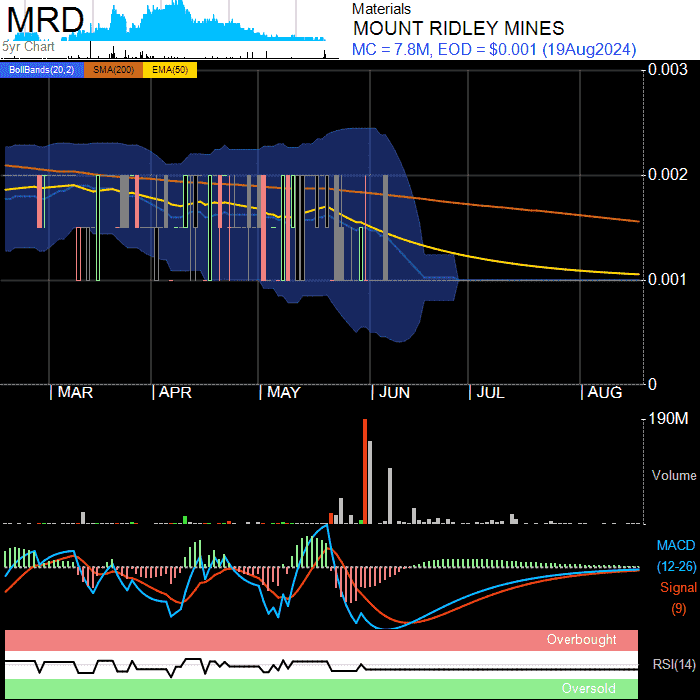 MRD
5yr Chart
Materials
MOUNT RIDLEY MINES
MC = 7.8M, EOD = $0.001 (19Aug2024)
BollBands(20,2) SMA(200) EMA(50)
0.003
0.002
0.001
0
MAR APR MAY JUN JUL AUG
190M
Volume
MACD
(12-26)
Signal
(9)
Overbought
RSI(14)
Oversold